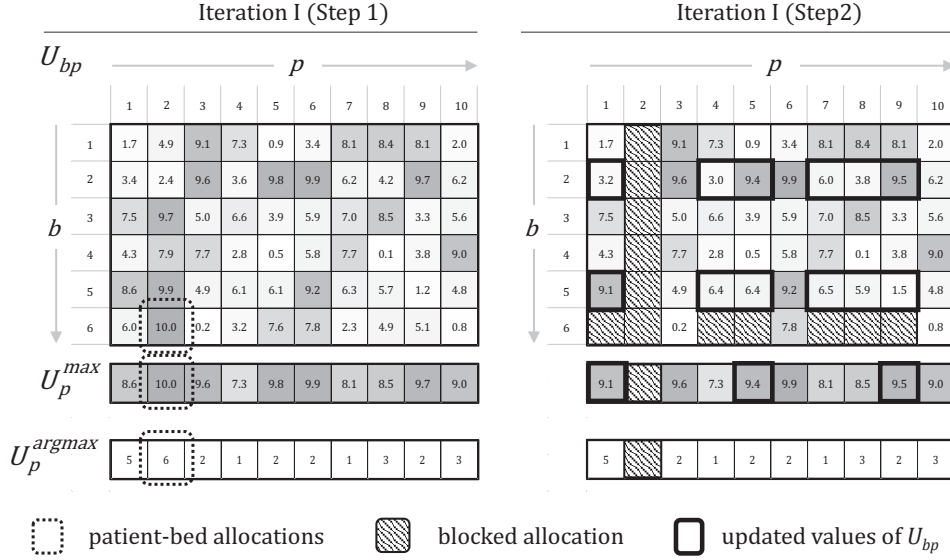 Iteration I (Step 1)
U_bp
p
1 2 3 4 5 6 7 8 9 10
b
1 1.7 4.9 9.1 7.3 0.9 3.4 8.1 8.4 8.1 2.0
2 3.4 2.4 9.6 3.6 9.8 9.9 6.2 4.2 9.7 6.2
3 7.5 9.7 5.0 6.6 3.9 5.9 7.0 8.5 3.3 5.6
4 4.3 7.9 7.7 2.8 0.5 5.8 7.7 0.1 3.8 9.0
5 8.6 9.9 4.9 6.1 6.1 9.2 6.3 5.7 1.2 4.8
6 6.0 10.0 0.2 3.2 7.6 7.8 2.3 4.9 5.1 0.8
U_p^max 8.6 10.0 9.6 7.3 9.8 9.9 8.1 8.5 9.7 9.0
U_p^argmax 5 6 2 1 2 2 1 3 2 3
Iteration I (Step2)
p
1 2 3 4 5 6 7 8 9 10
b
1 1.7 9.1 7.3 0.9 3.4 8.1 8.4 8.1 2.0
2 3.2 9.6 3.0 9.4 9.9 6.0 3.8 9.5 6.2
3 7.5 5.0 6.6 3.9 5.9 7.0 8.5 3.3 5.6
4 4.3 7.7 2.8 0.5 5.8 7.7 0.1 3.8 9.0
5 9.1 4.9 6.4 6.4 9.2 6.5 5.9 1.5 4.8
6 0.2 7.8 0.8
9.1 9.6 7.3 9.4 9.9 8.1 8.5 9.5 9.0
5 2 1 2 2 1 3 2 3
patient-bed allocations
blocked allocation
updated values of U_bp